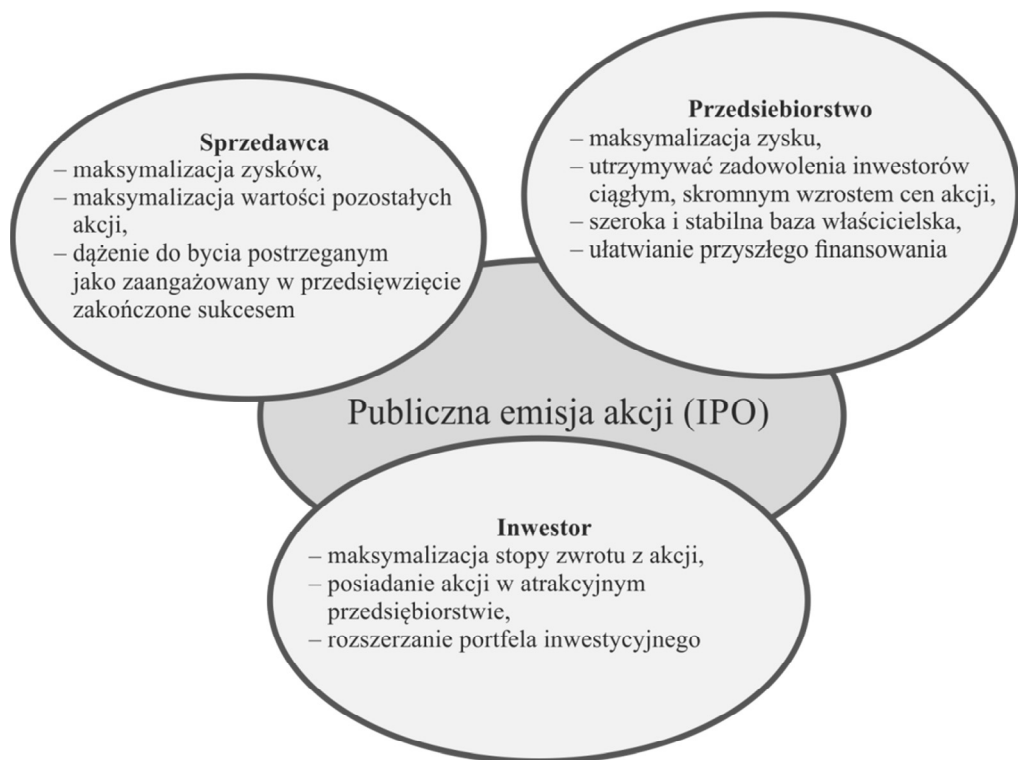 Sprzedawca
– maksymalizacja zysków,
– maksymalizacja wartości pozostałych
akcji,
– dążenie do bycia postrzeganym
jako zaangażowany w przedsięwzięcie
zakończone sukcesem
Przedsiebiorstwo
– maksymalizacja zysku,
– utrzymywać zadowolenia inwestorów
ciągłym, skromnym wzrostem cen akcji,
– szeroka i stabilna baza właścicielska,
– ułatwianie przyszłego finansowania
Publiczna emisja akcji (IPO)
Inwestor
– maksymalizacja stopy zwrotu z akcji,
– posiadanie akcji w atrakcyjnym
przedsiębiorstwie,
– rozszerzanie portfela inwestycyjnego